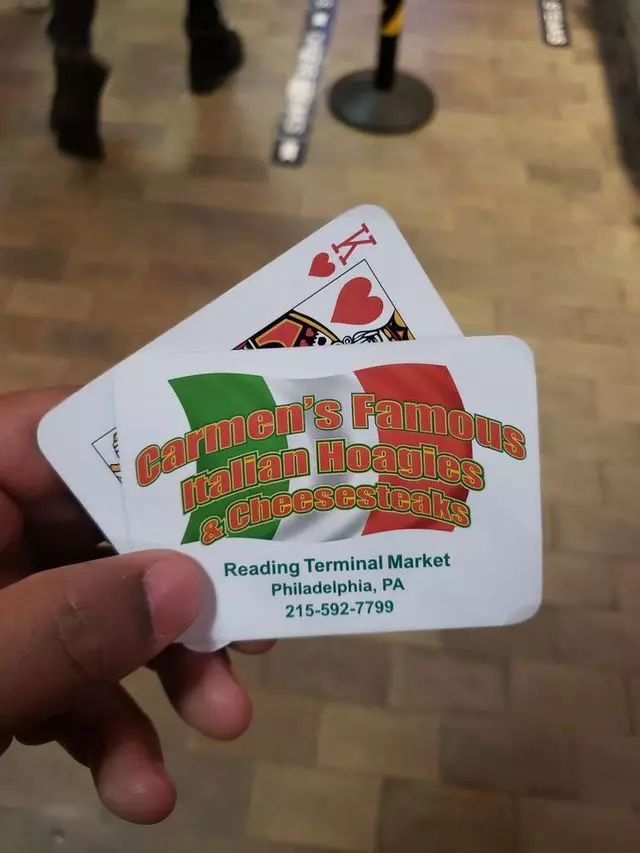 K
Carmen's Famous
Italian Hoagies
& Cheesesteaks
Reading Terminal Market
Philadelphia, PA
215-592-7799